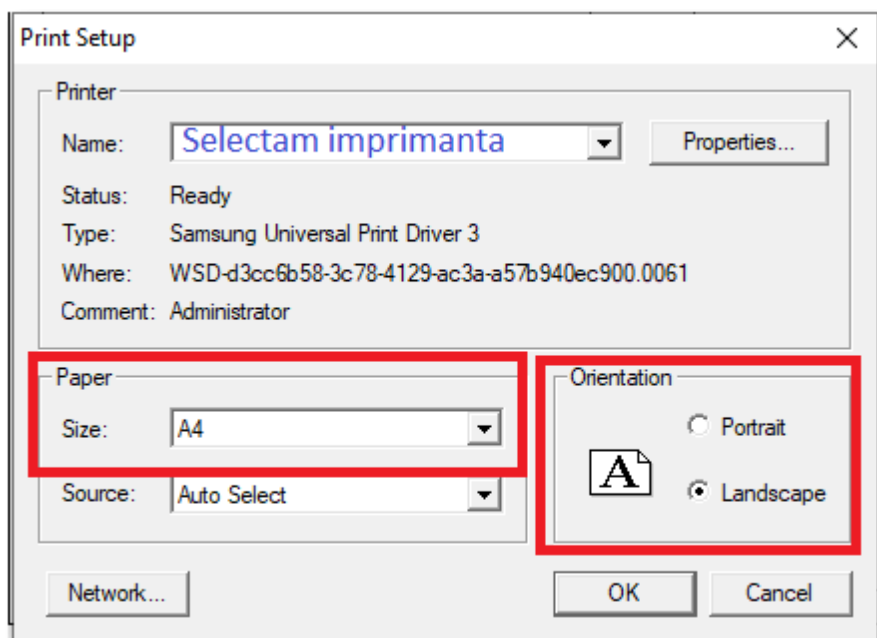 Print Setup
Printer
Name: Selectam imprimanta Properties...
Status: Ready
Type: Samsung Universal Print Driver 3
Where: WSD-d3cc6b58-3c78-4129-ac3a-a57b940ec900.0061
Comment: Administrator
Paper
Size: A4
Source: Auto Select
Orientation
A
Portrait
Landscape
Network...
OK
Cancel